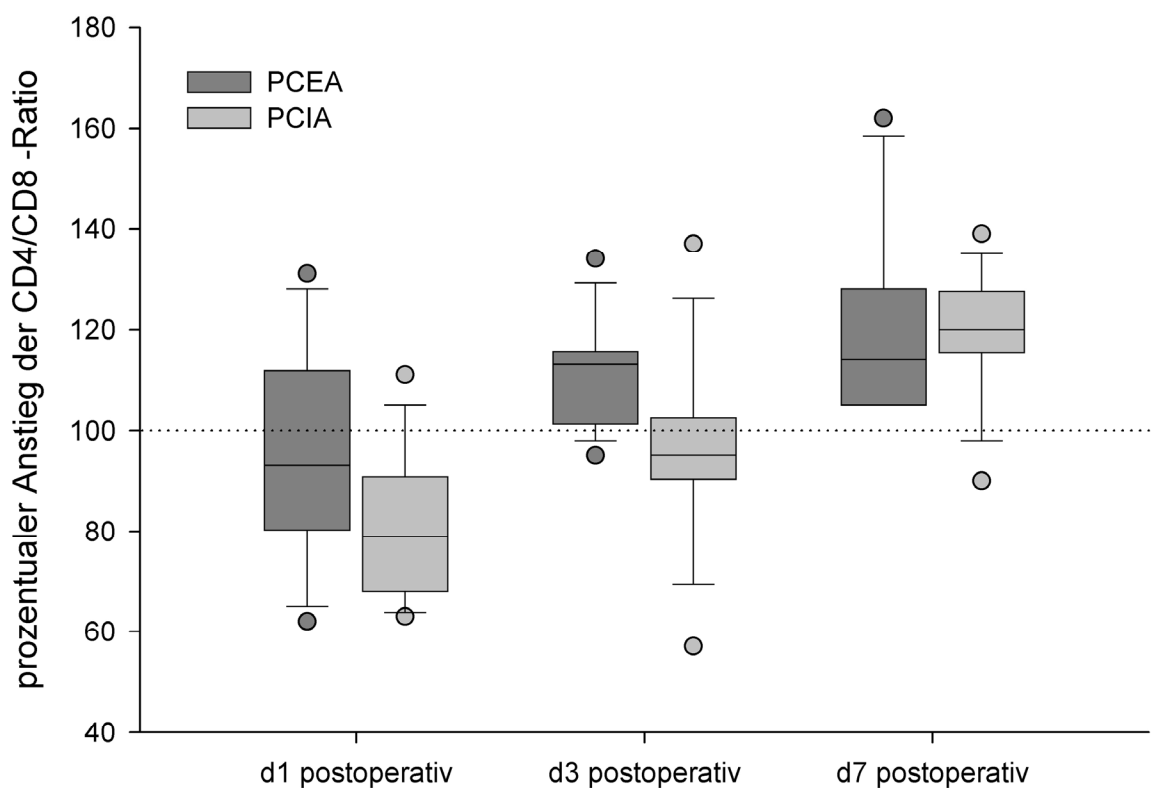 180
160
140
120
100
80
60
40
prozentualer Anstieg der CD4/CD8 -Ratio
PCEA
PCIA
d1 postoperativ
d3 postoperativ
d7 postoperativ